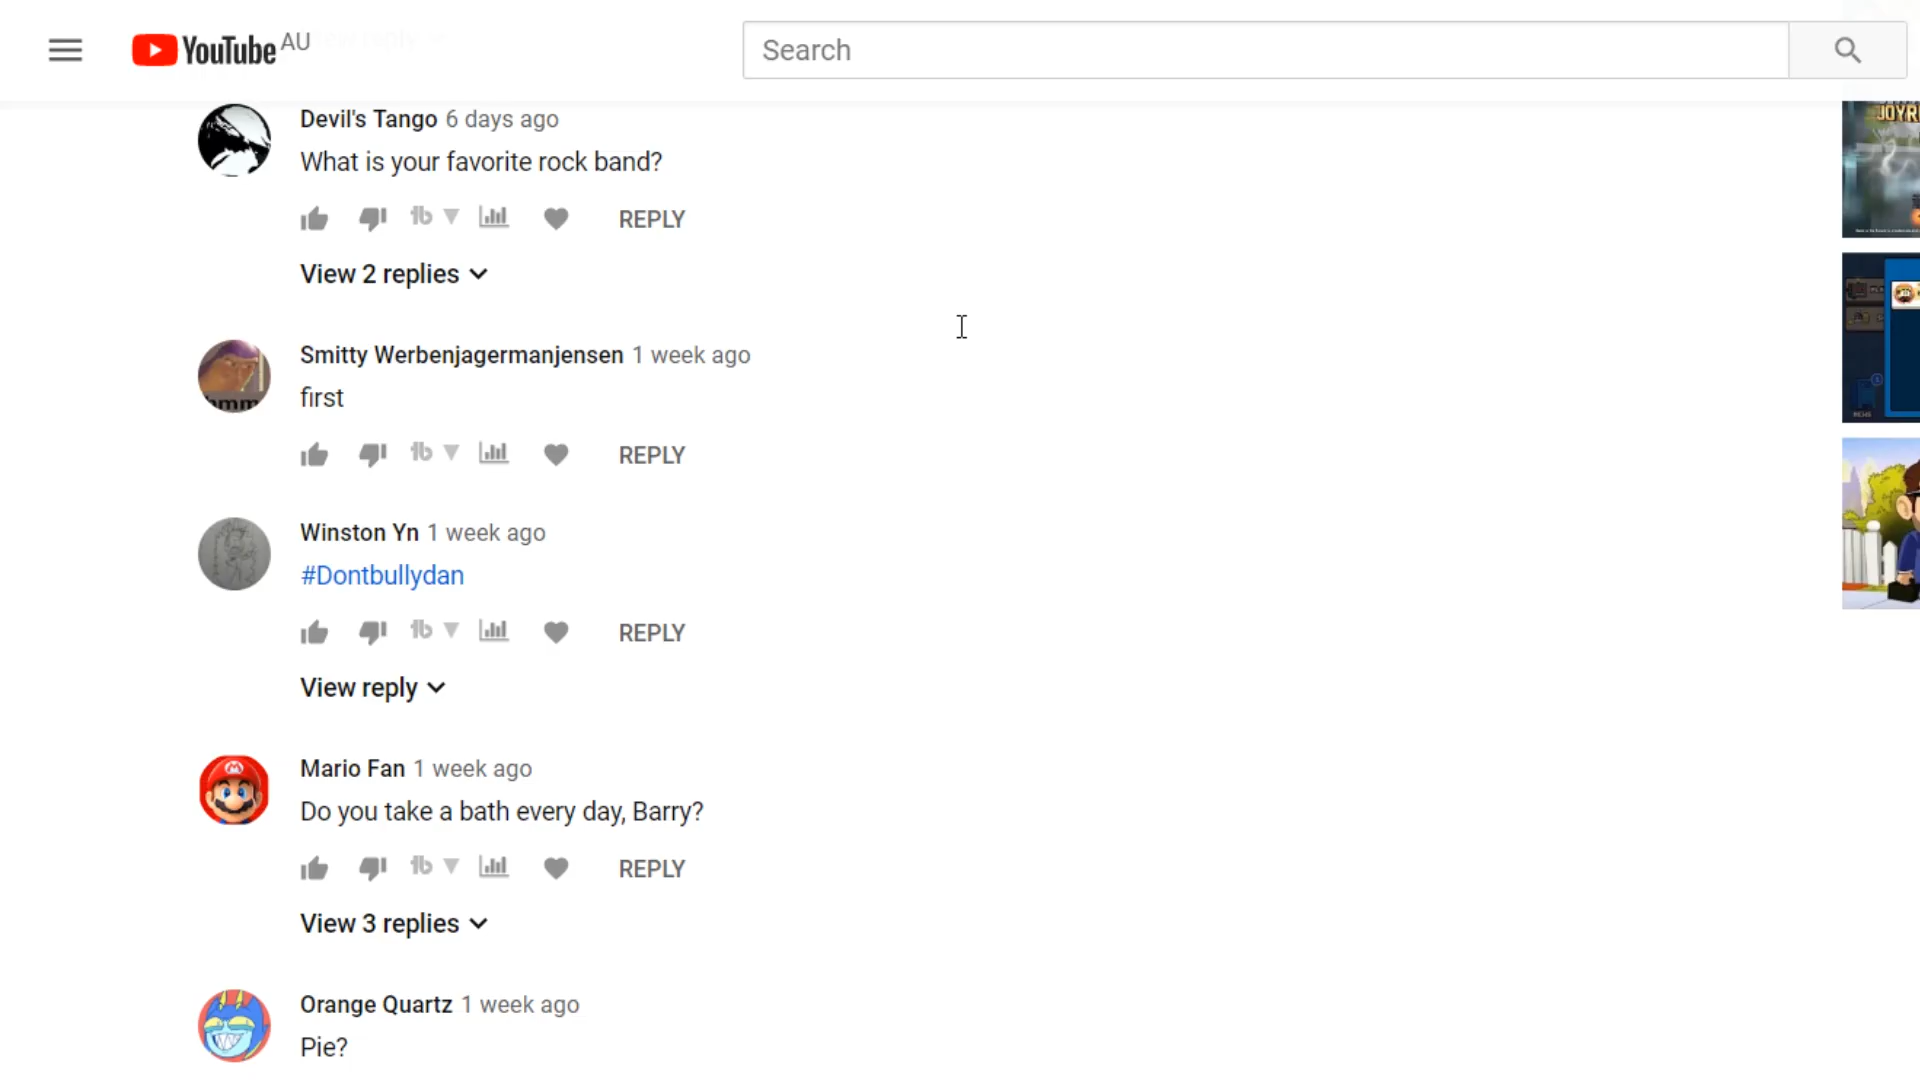 YouTube AU
Search
Devil's Tango 6 days ago
What is your favorite rock band?
REPLY
View 2 replies
Smitty Werbenjagermanjensen 1 week ago
first
REPLY
Winston Yn 1 week ago
#Dontbullydan
REPLY
View reply
Mario Fan 1 week ago
Do you take a bath every day, Barry?
REPLY
View 3 replies
Orange Quartz 1 week ago
Pie?